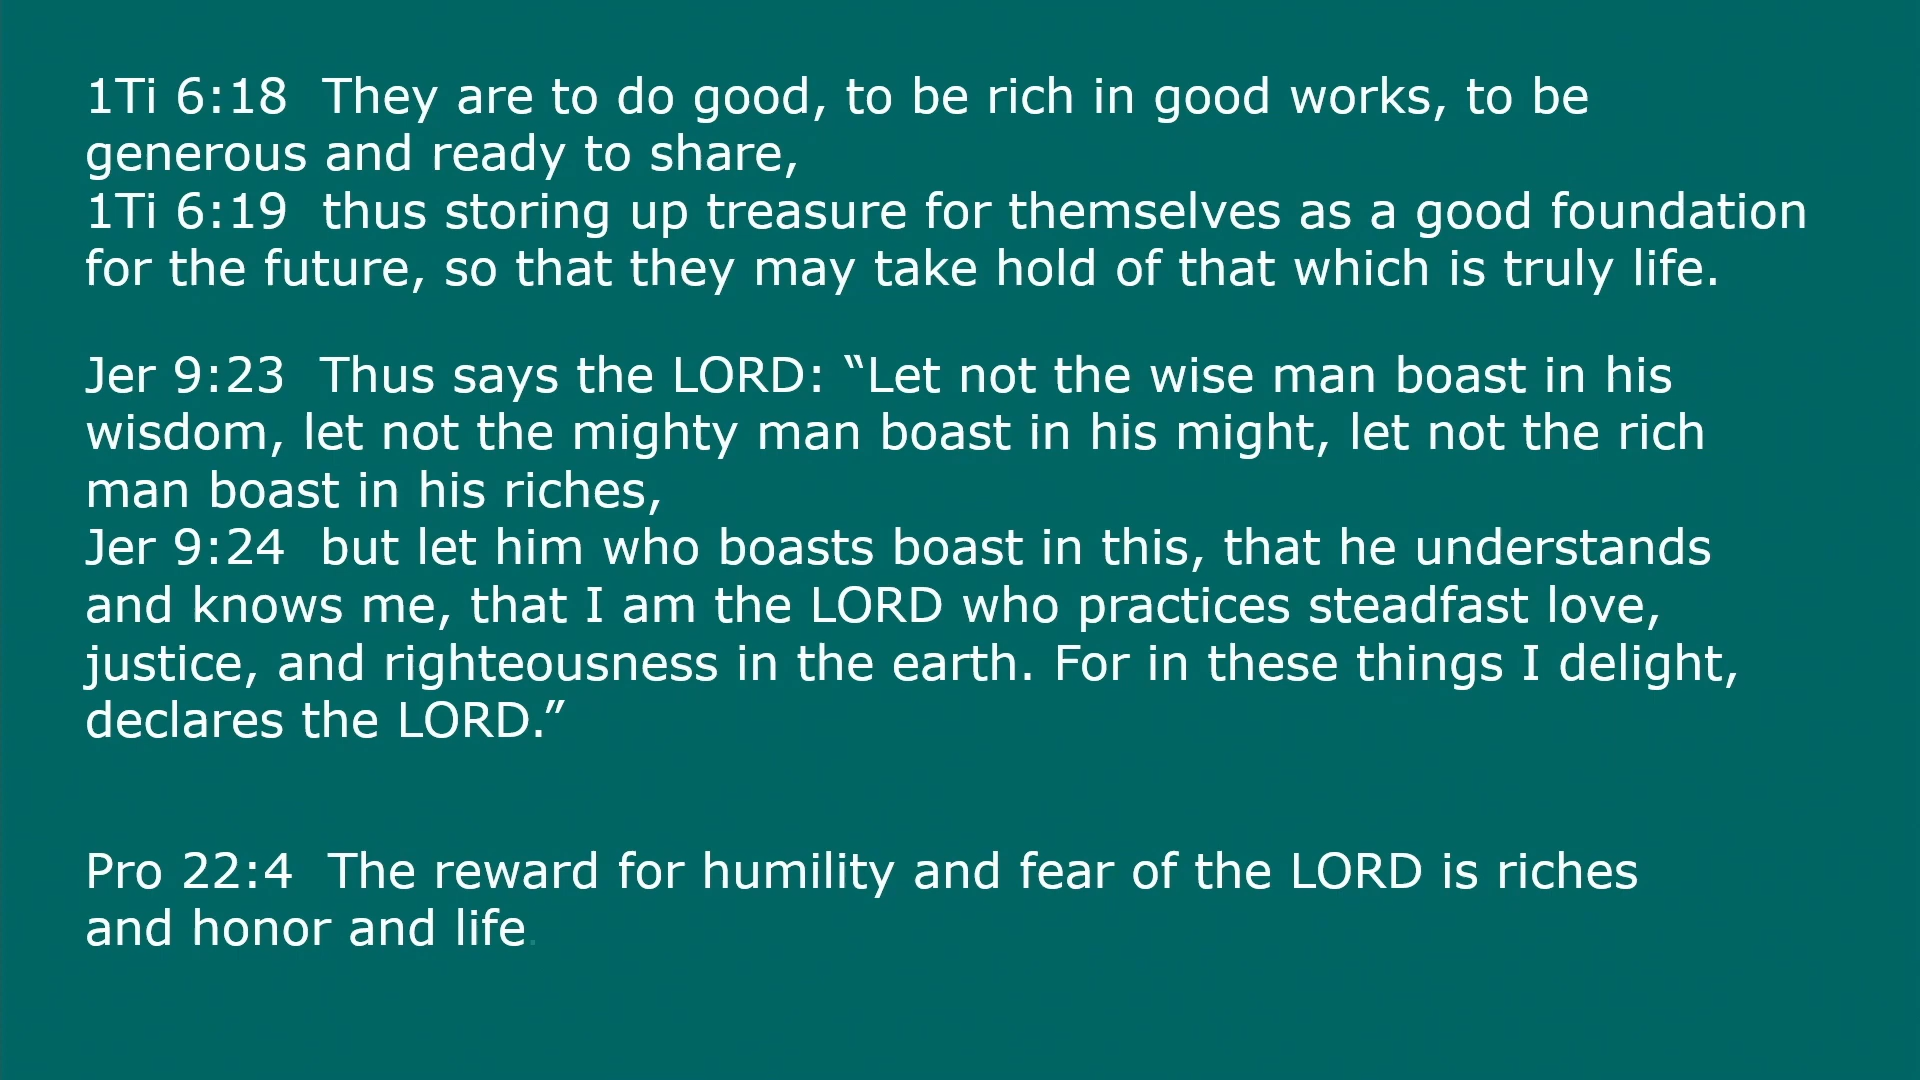 1Ti 6:18  They are to do good, to be rich in good works, to be
generous and ready to share,
1Ti 6:19  thus storing up treasure for themselves as a good foundation
for the future, so that they may take hold of that which is truly life.
Jer 9:23  Thus says the LORD: “Let not the wise man boast in his
wisdom, let not the mighty man boast in his might, let not the rich
man boast in his riches,
Jer 9:24  but let him who boasts boast in this, that he understands
and knows me, that I am the LORD who practices steadfast love,
justice, and righteousness in the earth. For in these things I delight,
declares the LORD.”
Pro 22:4  The reward for humility and fear of the LORD is riches
and honor and life.